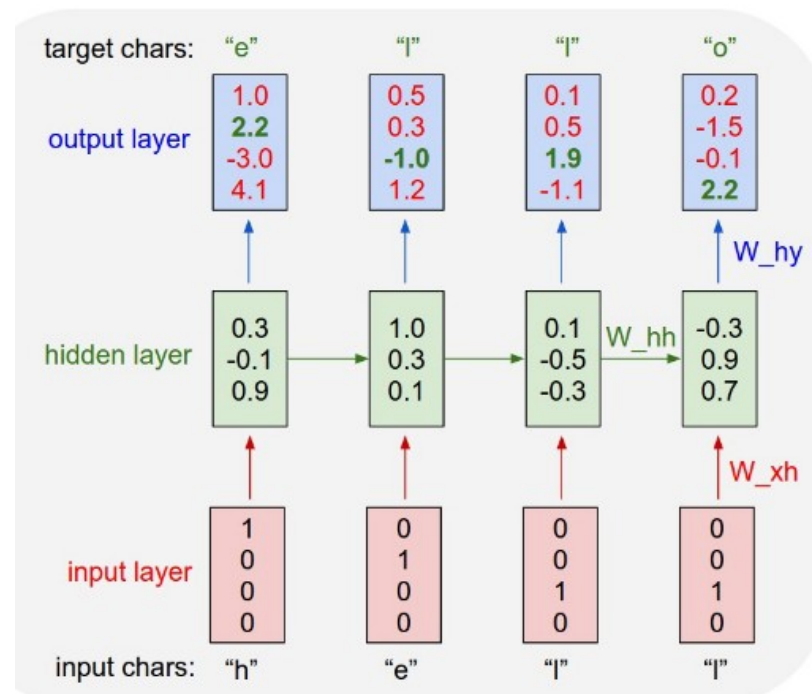 target chars: “e” “l” “l” “o”
output layer
1.0 0.5 0.1 0.2
2.2 0.3 0.5 -1.5
-3.0 -1.0 1.9 -0.1
4.1 1.2 -1.1 2.2
W_hy
hidden layer
0.3 1.0 0.1 -0.3
-0.1 0.3 -0.5 0.9
0.9 0.1 -0.3 0.7
W_hh
W_xh
input layer
1 0 0 0
0 1 0 0
0 0 1 1
0 0 0 0
input chars: “h” “e” “l” “l”